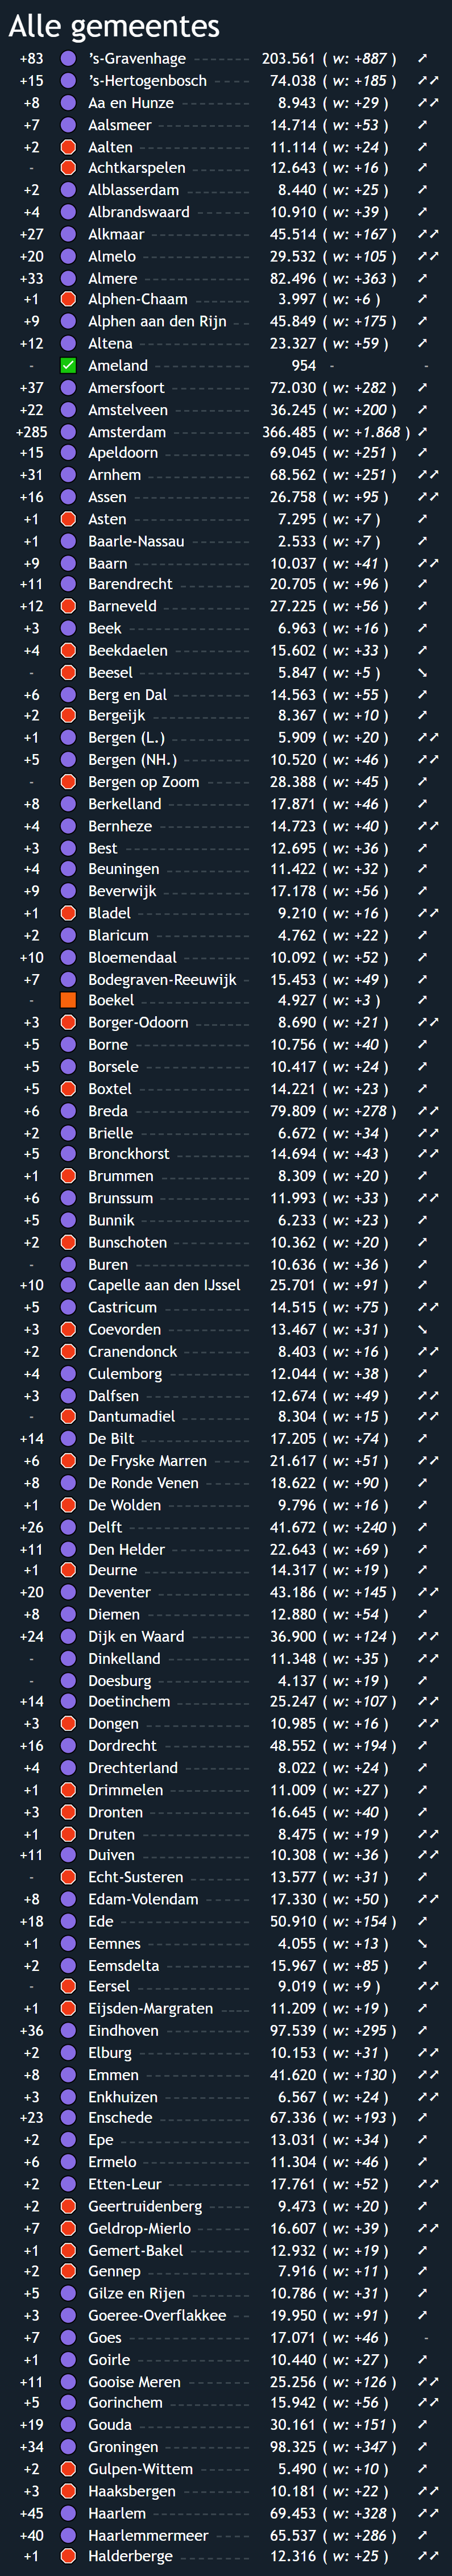 Alle gemeentes
+83 ’s-Gravenhage 203.561 ( w: +887 )
+15 ’s-Hertogenbosch 74.038 ( w: +185 )
+8 Aa en Hunze 8.943 ( w: +29 )
+7 Aalsmeer 14.714 ( w: +53 )
+2 Aalten 11.114 ( w: +24 )
- Achtkarspelen 12.643 ( w: +16 )
+2 Alblasserdam 8.440 ( w: +25 )
+4 Albrandswaard 10.910 ( w: +39 )
+27 Alkmaar 45.514 ( w: +167 )
+20 Almelo 29.532 ( w: +105 )
+33 Almere 82.496 ( w: +363 )
+1 Alphen-Chaam 3.997 ( w: +6 )
+9 Alphen aan den Rijn 45.849 ( w: +175 )
+12 Altena 23.327 ( w: +59 )
- Ameland 954 - -
+37 Amersfoort 72.030 ( w: +282 )
+22 Amstelveen 36.245 ( w: +200 )
+285 Amsterdam 366.485 ( w: +1.868 )
+15 Apeldoorn 69.045 ( w: +251 )
+31 Arnhem 68.562 ( w: +251 )
+16 Assen 26.758 ( w: +95 )
+1 Asten 7.295 ( w: +7 )
+1 Baarle-Nassau 2.533 ( w: +7 )
+9 Baarn 10.037 ( w: +41 )
+11 Barendrecht 20.705 ( w: +96 )
+12 Barneveld 27.225 ( w: +56 )
+3 Beek 6.963 ( w: +16 )
+4 Beekdaelen 15.602 ( w: +33 )
- Beesel 5.847 ( w: +5 )
+6 Berg en Dal 14.563 ( w: +55 )
+2 Bergeijk 8.367 ( w: +10 )
+1 Bergen (L.) 5.909 ( w: +20 )
+5 Bergen (NH.) 10.520 ( w: +46 )
- Bergen op Zoom 28.388 ( w: +45 )
+8 Berkelland 17.871 ( w: +46 )
+4 Bernheze 14.723 ( w: +40 )
+3 Best 12.695 ( w: +36 )
+4 Beuningen 11.422 ( w: +32 )
+9 Beverwijk 17.178 ( w: +56 )
+1 Bladel 9.210 ( w: +16 )
+2 Blaricum 4.762 ( w: +22 )
+10 Bloemendaal 10.092 ( w: +52 )
+7 Bodegraven-Reeuwijk 15.453 ( w: +49 )
- Boekel 4.927 ( w: +3 )
+3 Borger-Odoorn 8.690 ( w: +21 )
+5 Borne 10.756 ( w: +40 )
+5 Borsele 10.417 ( w: +24 )
+5 Boxtel 14.221 ( w: +23 )
+6 Breda 79.809 ( w: +278 )
+2 Brielle 6.672 ( w: +34 )
+5 Bronckhorst 14.694 ( w: +43 )
+1 Brummen 8.309 ( w: +20 )
+6 Brunssum 11.993 ( w: +33 )
+5 Bunnik 6.233 ( w: +23 )
+2 Bunschoten 10.362 ( w: +20 )
- Buren 10.636 ( w: +36 )
+10 Capelle aan den IJssel 25.701 ( w: +91 )
+5 Castricum 14.515 ( w: +75 )
+3 Coevorden 13.467 ( w: +31 )
+2 Cranendonck 8.403 ( w: +16 )
+4 Culemborg 12.044 ( w: +38 )
+3 Dalfsen 12.674 ( w: +49 )
- Dantumadiel 8.304 ( w: +15 )
+14 De Bilt 17.205 ( w: +74 )
+6 De Fryske Marren 21.617 ( w: +51 )
+8 De Ronde Venen 18.622 ( w: +90 )
+1 De Wolden 9.796 ( w: +16 )
+26 Delft 41.672 ( w: +240 )
+11 Den Helder 22.643 ( w: +69 )
+1 Deurne 14.317 ( w: +19 )
+20 Deventer 43.186 ( w: +145 )
+8 Diemen 12.880 ( w: +54 )
+24 Dijk en Waard 36.900 ( w: +124 )
- Dinkelland 11.348 ( w: +35 )
- Doesburg 4.137 ( w: +19 )
+14 Doetinchem 25.247 ( w: +107 )
+3 Dongen 10.985 ( w: +16 )
+16 Dordrecht 48.552 ( w: +194 )
+4 Drechterland 8.022 ( w: +24 )
+1 Drimmelen 11.009 ( w: +27 )
+3 Dronten 16.645 ( w: +40 )
+1 Druten 8.475 ( w: +19 )
+11 Duiven 10.308 ( w: +36 )
- Echt-Susteren 13.577 ( w: +31 )
+8 Edam-Volendam 17.330 ( w: +50 )
+18 Ede 50.910 ( w: +154 )
+1 Eemnes 4.055 ( w: +13 )
+2 Eemsdelta 15.967 ( w: +85 )
- Eersel 9.019 ( w: +9 )
+1 Eijsden-Margraten 11.209 ( w: +19 )
+36 Eindhoven 97.539 ( w: +295 )
+2 Elburg 10.153 ( w: +31 )
+8 Emmen 41.620 ( w: +130 )
+3 Enkhuizen 6.567 ( w: +24 )
+23 Enschede 67.336 ( w: +193 )
+2 Epe 13.031 ( w: +34 )
+6 Ermelo 11.304 ( w: +46 )
+2 Etten-Leur 17.761 ( w: +52 )
+2 Geertruidenberg 9.473 ( w: +20 )
+7 Geldrop-Mierlo 16.607 ( w: +39 )
+1 Gemert-Bakel 12.932 ( w: +19 )
+2 Gennep 7.916 ( w: +11 )
+5 Gilze en Rijen 10.786 ( w: +31 )
+3 Goeree-Overflakkee 19.950 ( w: +91 )
+7 Goes 17.071 ( w: +46 ) -
+1 Goirle 10.440 ( w: +27 )
+11 Gooise Meren 25.256 ( w: +126 )
+5 Gorinchem 15.942 ( w: +56 )
+19 Gouda 30.161 ( w: +151 )
+34 Groningen 98.325 ( w: +347 )
+2 Gulpen-Wittem 5.490 ( w: +10 )
+3 Haaksbergen 10.181 ( w: +22 )
+45 Haarlem 69.453 ( w: +328 )
+40 Haarlemmermeer 65.537 ( w: +286 )
+1 Halderberge 12.316 ( w: +25 )